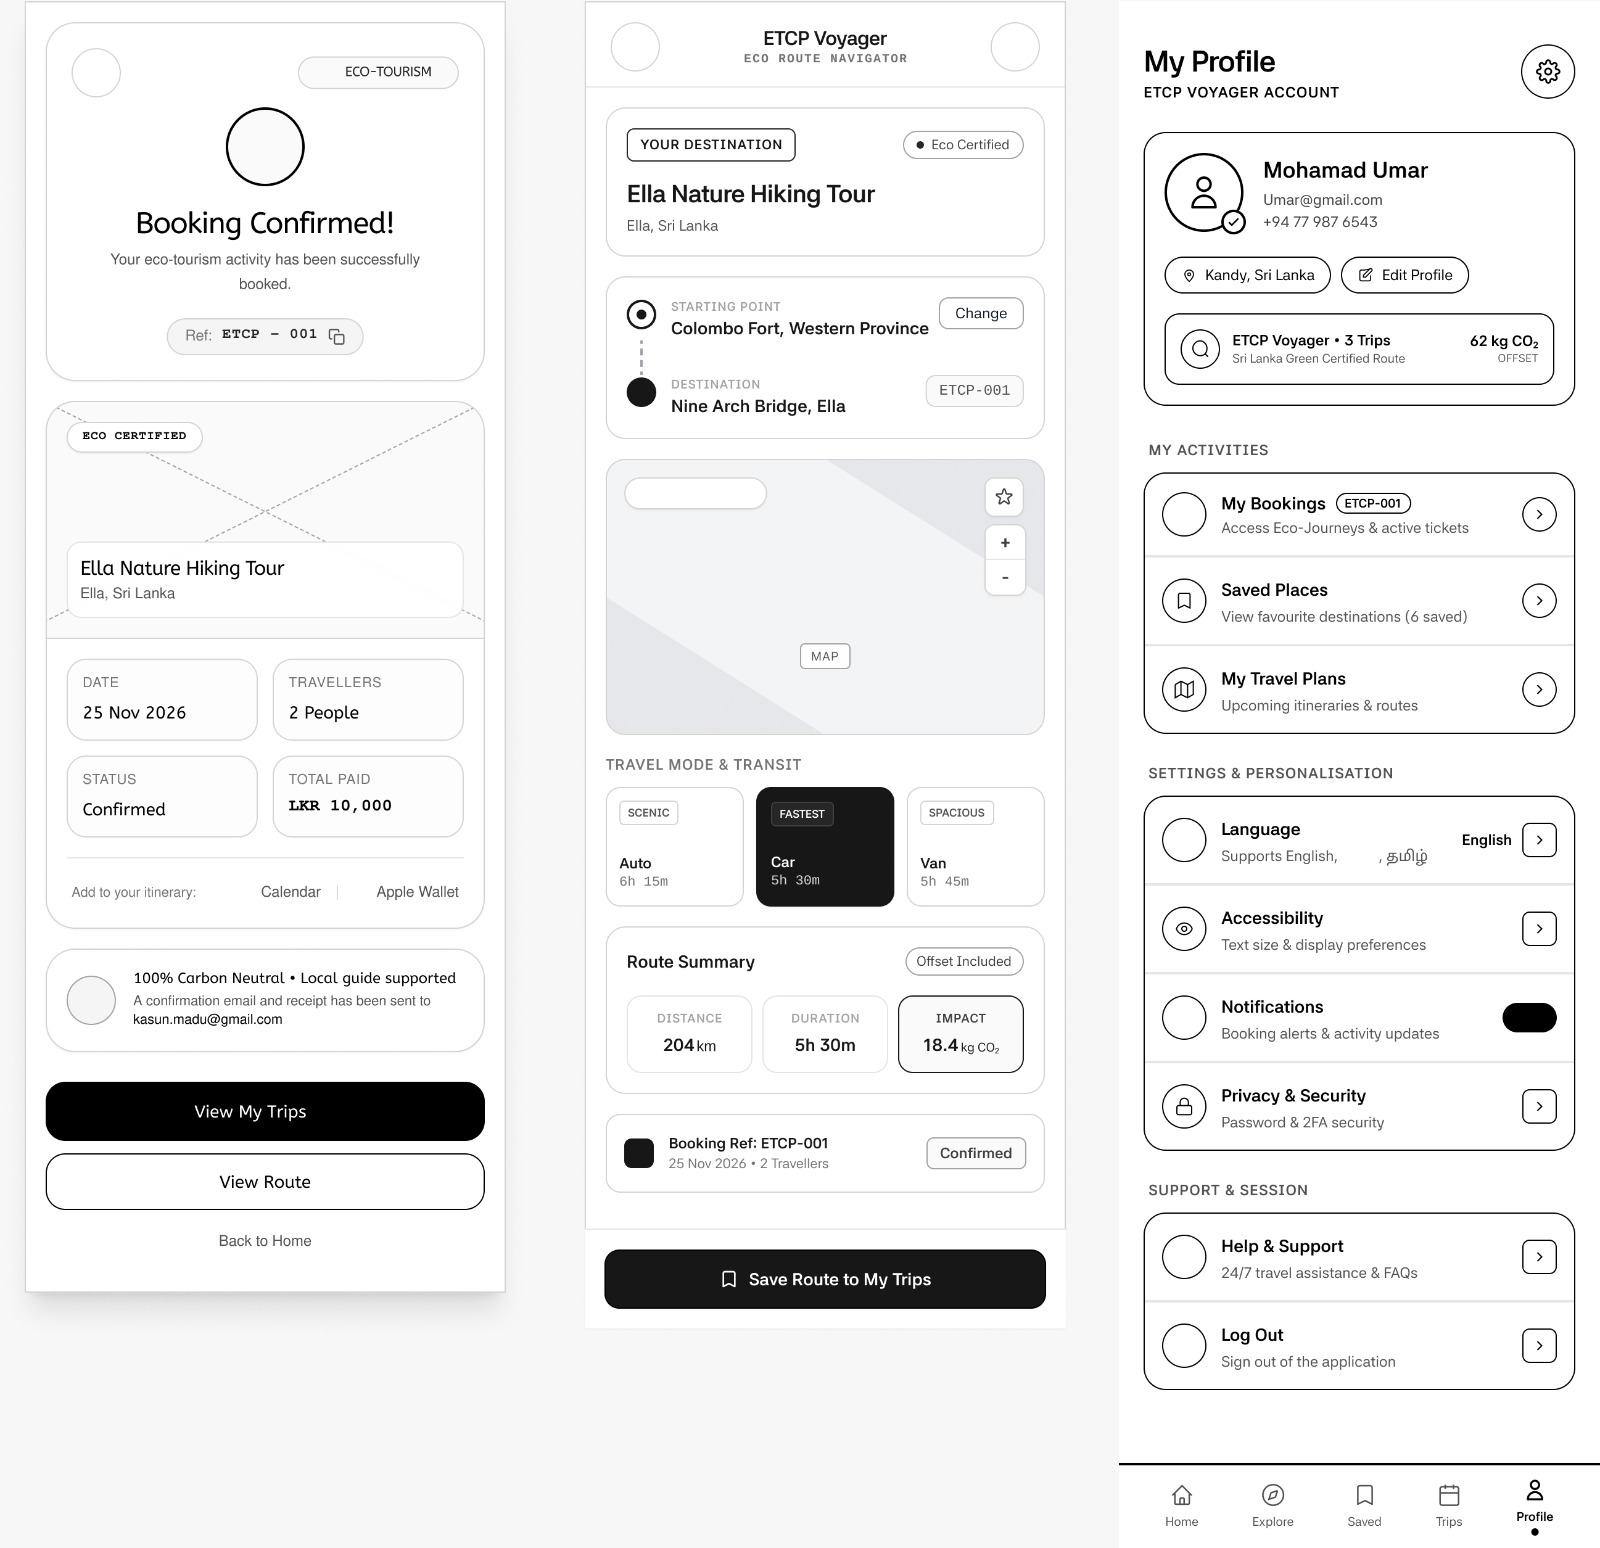 ECO-TOURISM
Booking Confirmed!
Your eco-tourism activity has been successfully
booked.
Ref: ETCP - 001
ECO CERTIFIED
Ella Nature Hiking Tour
Ella, Sri Lanka
DATE
25 Nov 2026
TRAVELLERS
2 People
STATUS
Confirmed
TOTAL PAID
LKR 10,000
Add to your itinerary: Calendar Apple Wallet
100% Carbon Neutral • Local guide supported
A confirmation email and receipt has been sent to
kasun.madu@gmail.com
View My Trips
View Route
Back to Home
ETCP Voyager
ECO ROUTE NAVIGATOR
YOUR DESTINATION
Eco Certified
Ella Nature Hiking Tour
Ella, Sri Lanka
STARTING POINT
Colombo Fort, Western Province
Change
DESTINATION
Nine Arch Bridge, Ella
ETCP-001
+
-
MAP
TRAVEL MODE & TRANSIT
SCENIC
Auto
6h 15m
FASTEST
Car
5h 30m
SPACIOUS
Van
5h 45m
Route Summary
Offset Included
DISTANCE
204 km
DURATION
5h 30m
IMPACT
18.4 kg CO₂
Booking Ref: ETCP-001
25 Nov 2026 • 2 Travellers
Confirmed
Save Route to My Trips
My Profile
ETCP VOYAGER ACCOUNT
Mohamad Umar
Umar@gmail.com
+94 77 987 6543
Kandy, Sri Lanka
Edit Profile
ETCP Voyager • 3 Trips
Sri Lanka Green Certified Route
62 kg CO₂
OFFSET
MY ACTIVITIES
My Bookings ETCP-001
Access Eco-Journeys & active tickets
Saved Places
View favourite destinations (6 saved)
My Travel Plans
Upcoming itineraries & routes
SETTINGS & PERSONALISATION
Language
Supports English, , தமிழ்
English
Accessibility
Text size & display preferences
Notifications
Booking alerts & activity updates
Privacy & Security
Password & 2FA security
SUPPORT & SESSION
Help & Support
24/7 travel assistance & FAQs
Log Out
Sign out of the application
Home
Explore
Saved
Trips
Profile